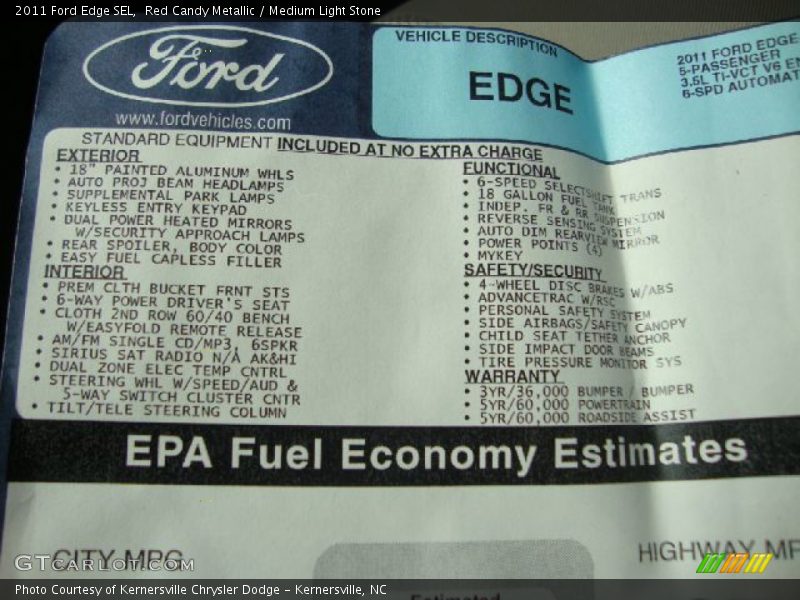 2011 Ford Edge SEL,  Red Candy Metallic / Medium Light Stone
Ford
www.fordvehicles.com
VEHICLE DESCRIPTION
EDGE
2011 FORD EDGE
5-PASSENGER
3.5L TI-VCT V6 EN
6-SPD AUTOMAT
STANDARD EQUIPMENT INCLUDED AT NO EXTRA CHARGE
EXTERIOR
• 18" PAINTED ALUMINUM WHLS
• AUTO PROJ BEAM HEADLAMPS
• SUPPLEMENTAL PARK LAMPS
• KEYLESS ENTRY KEYPAD
• DUAL POWER HEATED MIRRORS
W/SECURITY APPROACH LAMPS
• REAR SPOILER, BODY COLOR
• EASY FUEL CAPLESS FILLER
INTERIOR
• PREM CLTH BUCKET FRNT STS
• 6-WAY POWER DRIVER'S SEAT
• CLOTH 2ND ROW 60/40 BENCH
W/EASYFOLD REMOTE RELEASE
• AM/FM SINGLE CD/MP3, 6SPKR
• SIRIUS SAT RADIO N/A AK&HI
• DUAL ZONE ELEC TEMP CNTRL
• STEERING WHL W/SPEED/AUD &
5-WAY SWITCH CLUSTER CNTR
• TILT/TELE STEERING COLUMN
FUNCTIONAL
• 6-SPEED SELECTSHIFT TRANS
• 18 GALLON FUEL TANK
• INDEP. FR & RR SUSPENSION
• REVERSE SENSING SYSTEM
• AUTO DIM REARVIEW MIRROR
• POWER POINTS (4)
• MYKEY
SAFETY/SECURITY
• 4-WHEEL DISC BRAKES W/ABS
• ADVANCETRAC W/RSC
• PERSONAL SAFETY SYSTEM
• SIDE AIRBAGS/SAFETY CANOPY
• CHILD SEAT TETHER ANCHOR
• SIDE IMPACT DOOR BEAMS
• TIRE PRESSURE MONITOR SYS
WARRANTY
• 3YR/36,000 BUMPER / BUMPER
• 5YR/60,000 POWERTRAIN
• 5YR/60,000 ROADSIDE ASSIST
EPA Fuel Economy Estimates
CITY MPG
HIGHWAY MP
GTCARLOT.COM
Estimated
Photo Courtesy of Kernersville Chrysler Dodge - Kernersville, NC